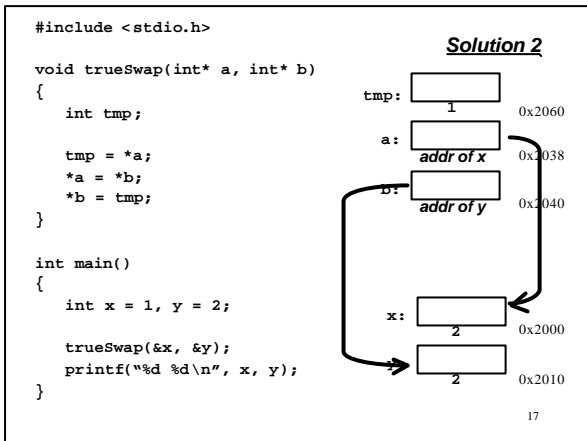 #include <stdio.h>
Solution 2
void trueSwap(int* a, int* b)
{
int tmp;
tmp = *a;
*a = *b;
*b = tmp;
}
int main()
{
int x = 1, y = 2;
trueSwap(&x, &y);
printf(“%d %d\n”, x, y);
}
tmp:
1
0x2060
a:
addr of x
0x2038
b:
addr of y
0x2040
x:
2
0x2000
2
0x2010
17